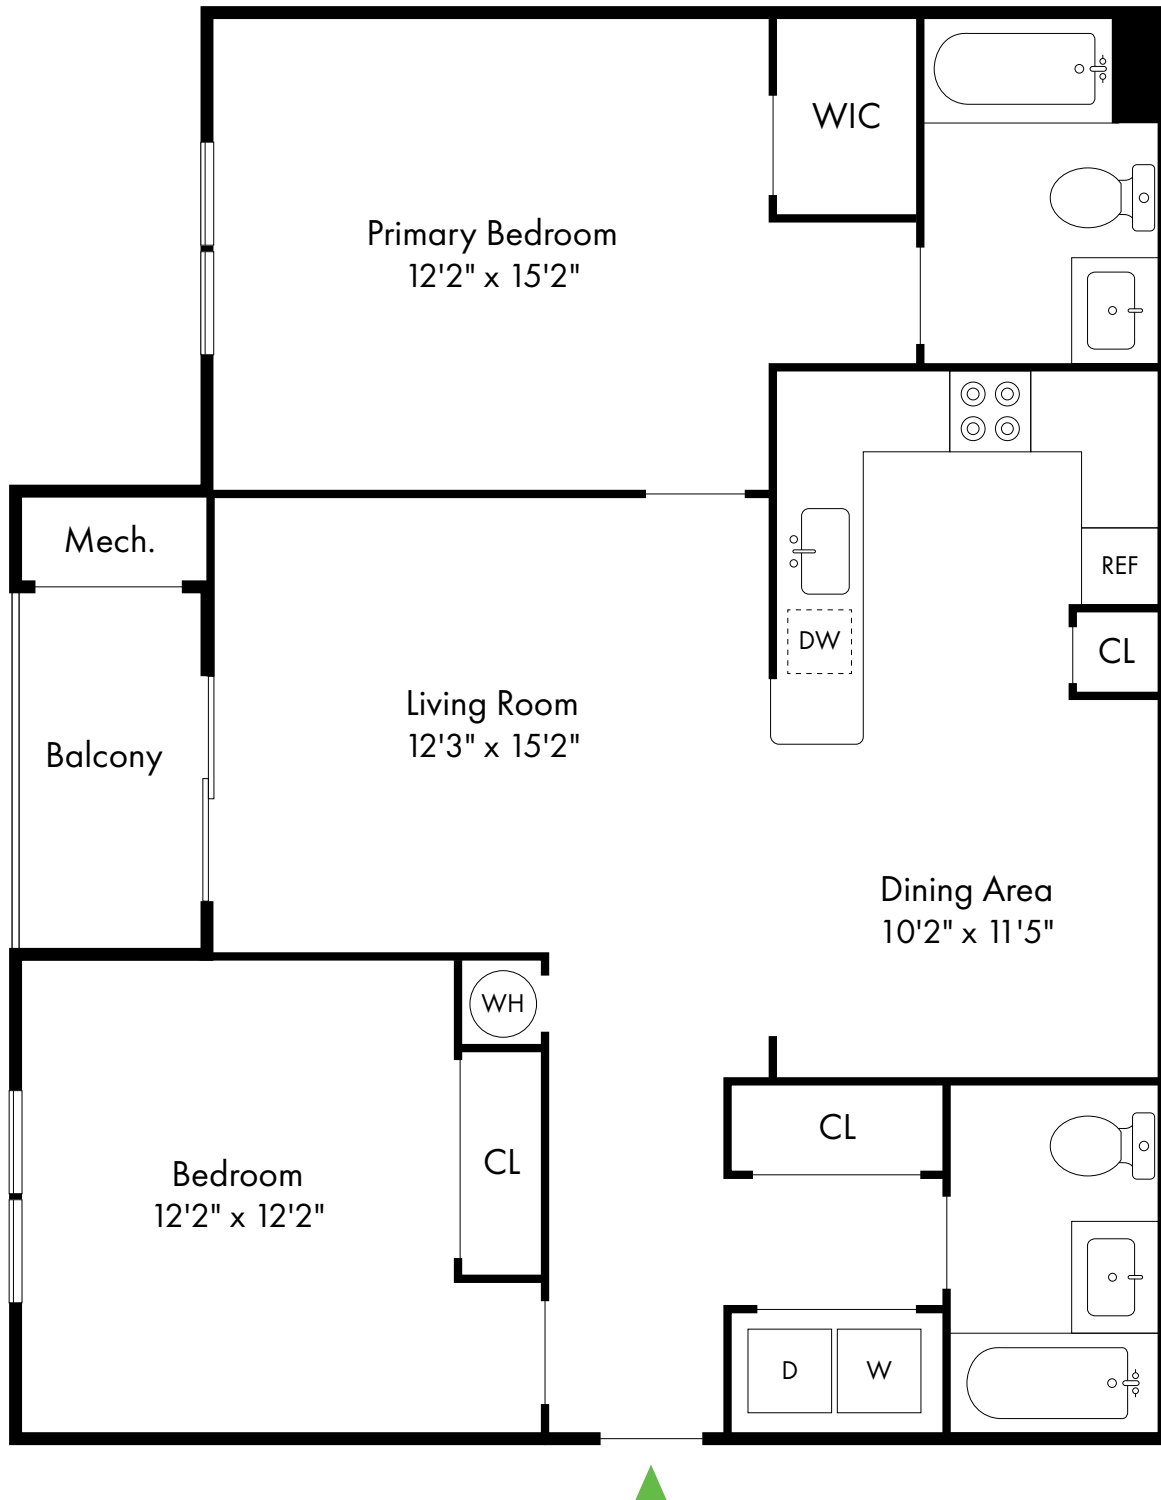 WIC
Primary Bedroom
12'2" x 15'2"
Mech.
REF
DW
CL
Living Room
12'3" x 15'2"
Balcony
Dining Area
10'2" x 11'5"
WH
CL
CL
Bedroom
12'2" x 12'2"
D
W